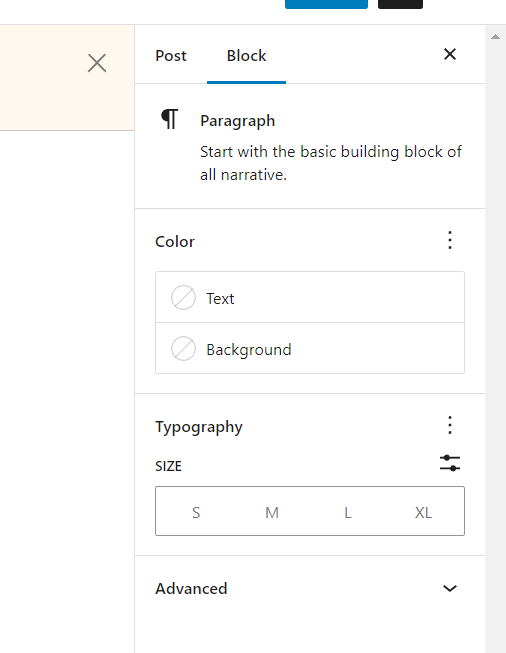 Post Block
Paragraph
Start with the basic building block of
all narrative.
Color
Text
Background
Typography
SIZE
S M L XL
Advanced